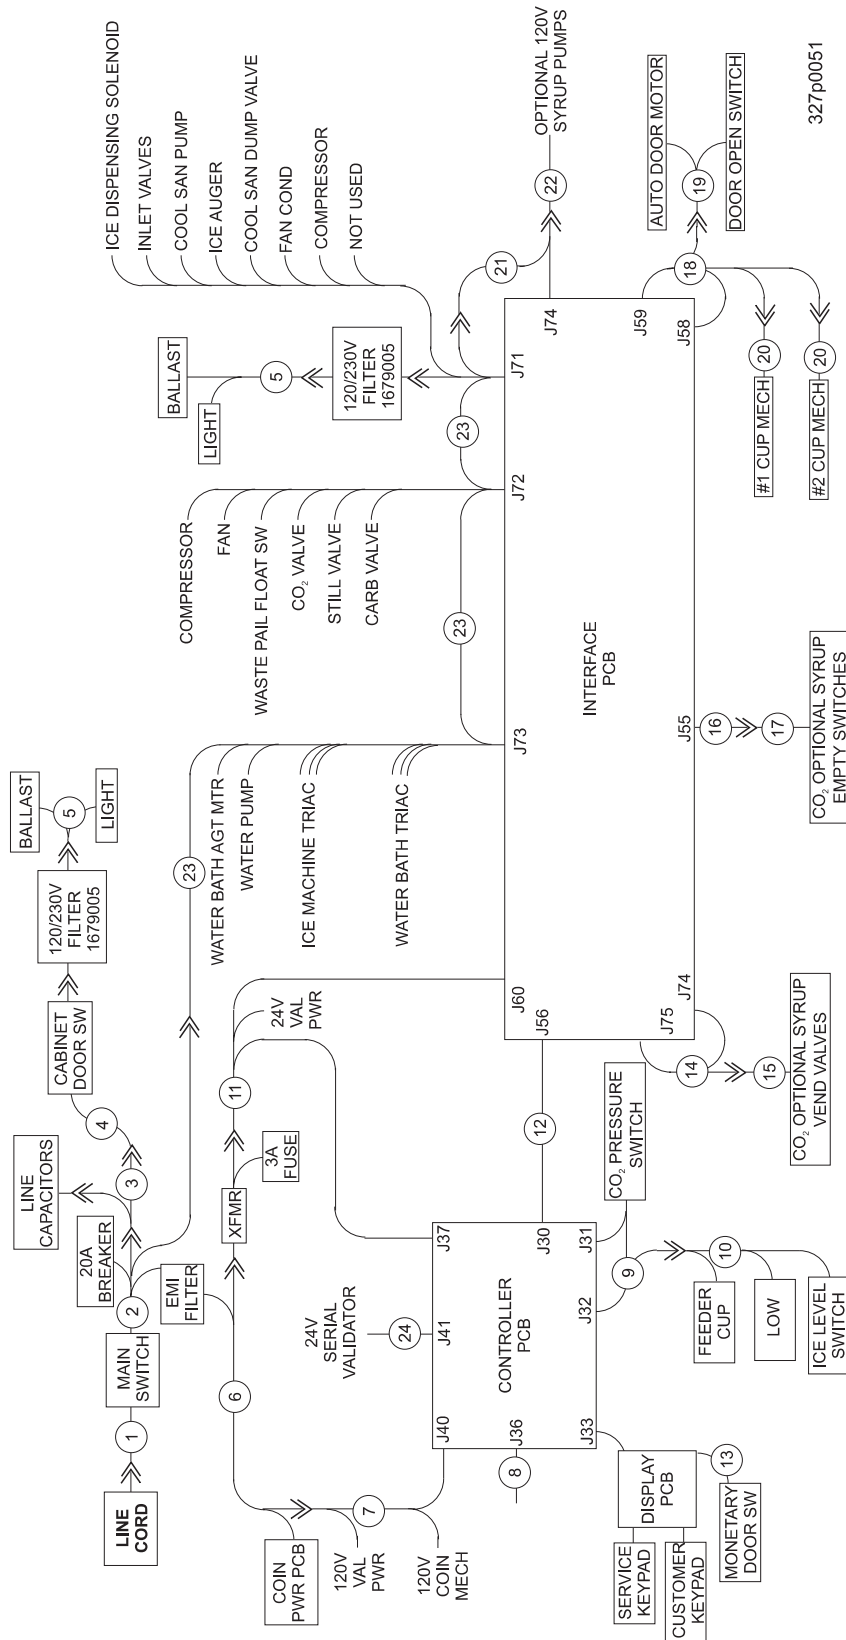 LINE
CORD
1
MAIN
SWITCH
2
20A
BREAKER
EMI
FILTER
LINE
CAPACITORS
3
4
CABINET
DOOR SW
120/230V
FILTER
1679005
5
BALLAST
LIGHT
23
WATER BATH AGT MTR
WATER PUMP
ICE MACHINE TRIAC
WATER BATH TRIAC
COMPRESSOR
FAN
WASTE PAIL FLOAT SW
CO₂ VALVE
STILL VALVE
CARB VALVE
23
23
BALLAST
LIGHT
5
120/230V
FILTER
1679005
ICE DISPENSING SOLENOID
INLET VALVES
COOL SAN PUMP
ICE AUGER
COOL SAN DUMP VALVE
FAN COND
COMPRESSOR
NOT USED
21
22
OPTIONAL 120V
SYRUP PUMPS
6
XFMR
3A
FUSE
11
24V
VAL
PWR
COIN
PWR PCB
120V
VAL
PWR
7
120V
COIN
MECH
24V
SERIAL
VALIDATOR
24
J40
J41
J37
J36
CONTROLLER
PCB
J30
J33
J32
J31
8
12
DISPLAY
PCB
SERVICE
KEYPAD
CUSTOMER
KEYPAD
13
MONETARY
DOOR SW
9
CO₂ PRESSURE
SWITCH
10
FEEDER
CUP
LOW
ICE LEVEL
SWITCH
J60
J73
J72
J71
J56
J74
INTERFACE
PCB
J75
J74
J55
J59
J58
14
15
CO₂ OPTIONAL SYRUP
VEND VALVES
16
17
CO₂ OPTIONAL SYRUP
EMPTY SWITCHES
18
19
AUTO DOOR MOTOR
DOOR OPEN SWITCH
20
#1 CUP MECH
20
#2 CUP MECH
327p0051